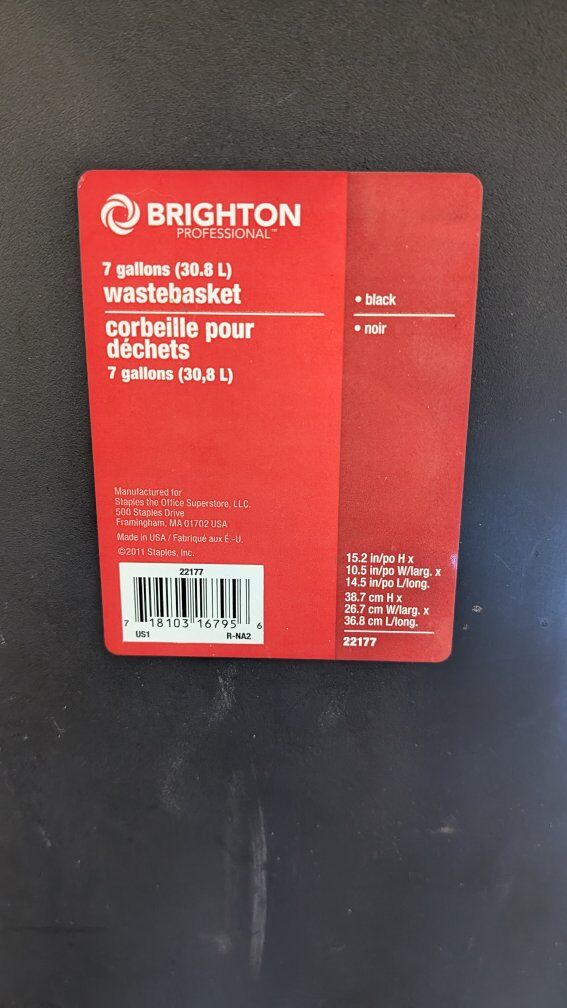 BRIGHTON
PROFESSIONAL™
7 gallons (30.8 L)
wastebasket
corbeille pour
déchets
7 gallons (30,8 L)
• black
• noir
Manufactured for
Staples the Office Superstore, LLC.
500 Staples Drive
Framingham, MA 01702 USA
Made in USA / Fabriqué aux É.-U.
©2011 Staples, Inc.
22177
7 18103 16795 6
US1 R-NA2
15.2 in/po H x
10.5 in/po W/larg. x
14.5 in/po L/long.
38.7 cm H x
26.7 cm W/larg. x
36.8 cm L/long.
22177